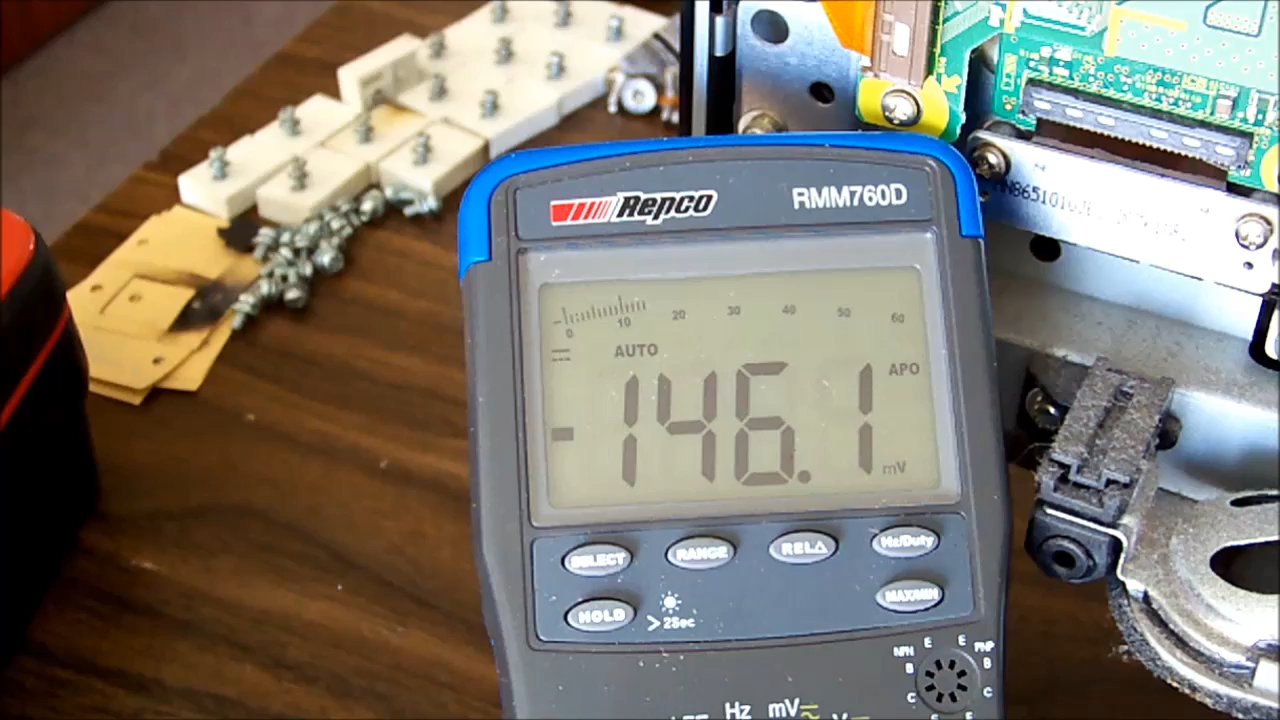 Repco
RMM760D
0 10 20 30 40 50 60
AUTO
APO
-146.1 mV
SELECT RANGE REL△ Hz/Duty
HOLD >2Sec MAX/MIN
NPN E E PNP
B B
C C
E E
Hz mV
V